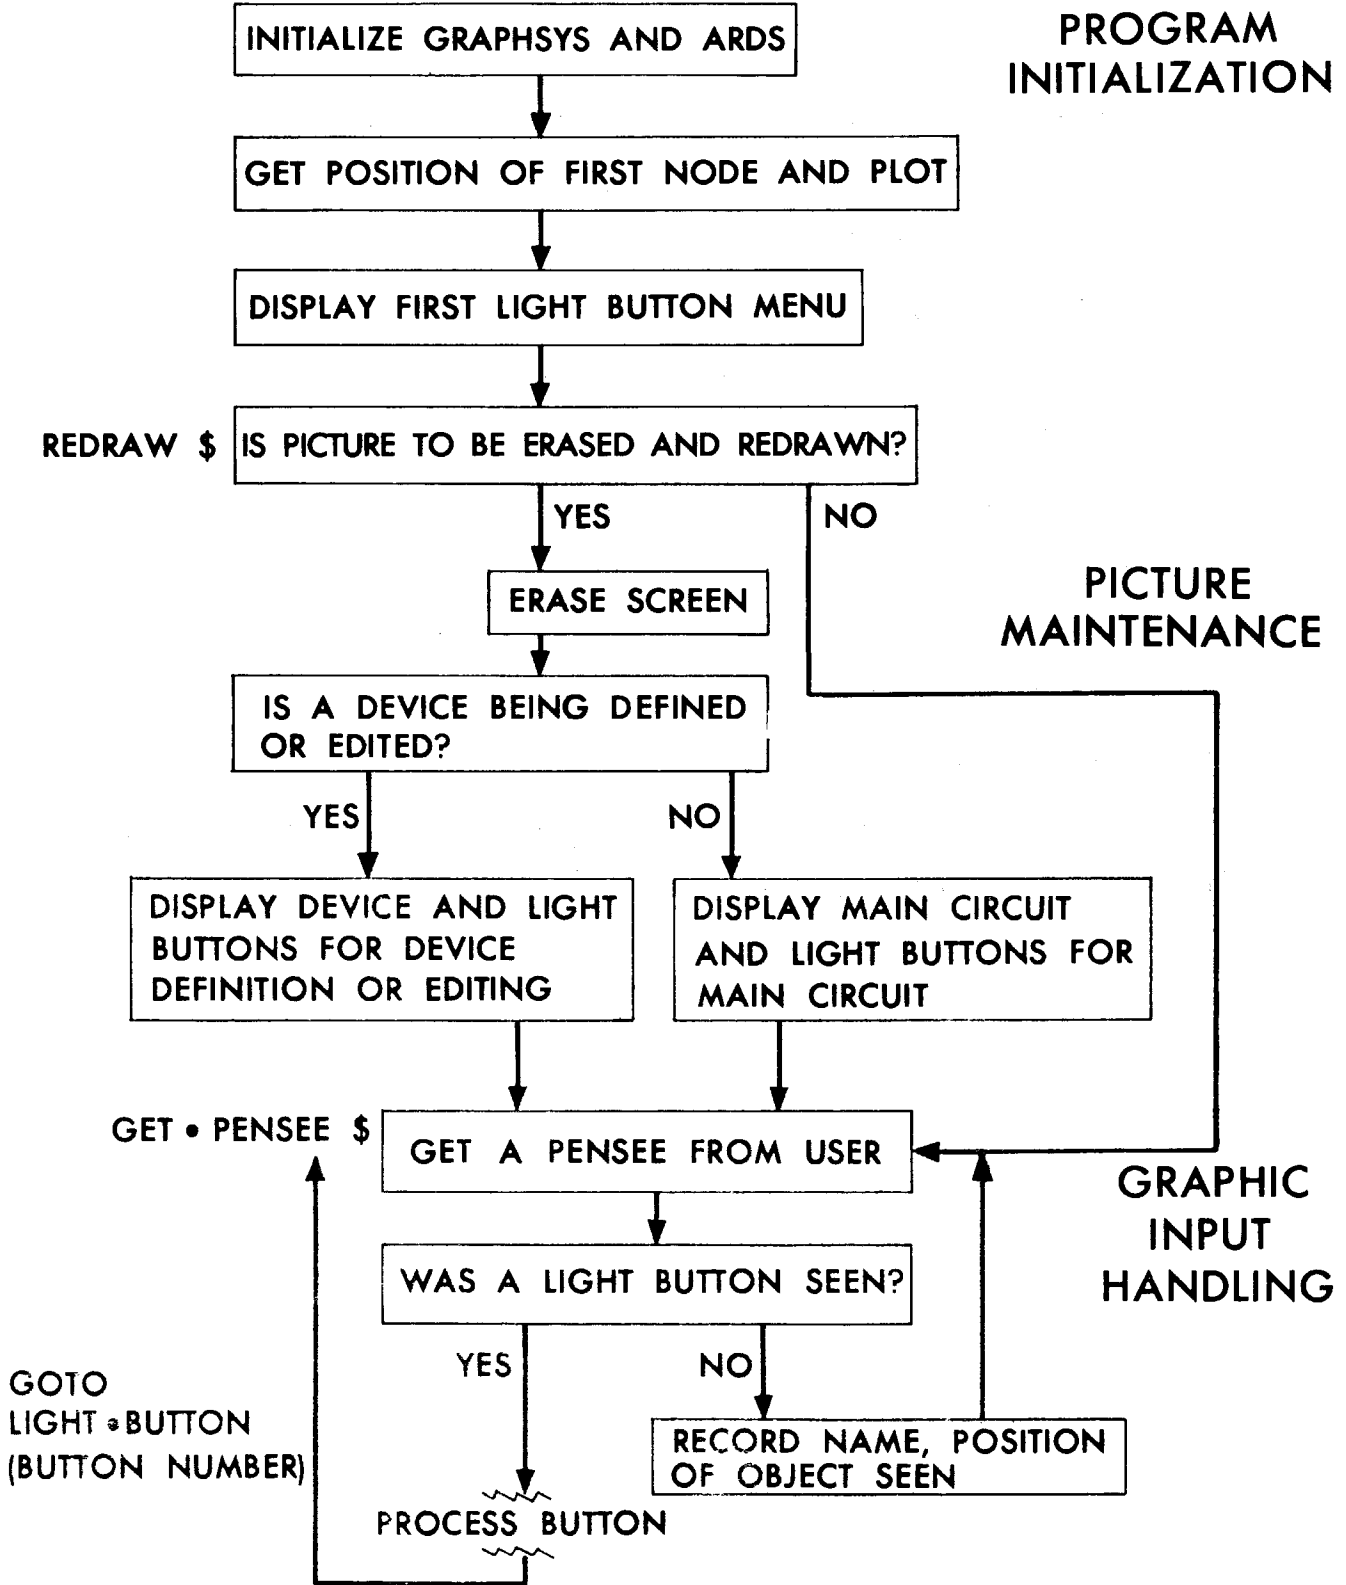 INITIALIZE GRAPHSYS AND ARDS
PROGRAM
INITIALIZATION
GET POSITION OF FIRST NODE AND PLOT
DISPLAY FIRST LIGHT BUTTON MENU
REDRAW $
IS PICTURE TO BE ERASED AND REDRAWN?
YES
NO
ERASE SCREEN
PICTURE
MAINTENANCE
IS A DEVICE BEING DEFINED
OR EDITED?
YES
NO
DISPLAY DEVICE AND LIGHT
BUTTONS FOR DEVICE
DEFINITION OR EDITING
DISPLAY MAIN CIRCUIT
AND LIGHT BUTTONS FOR
MAIN CIRCUIT
GET • PENSEE $
GET A PENSEE FROM USER
GRAPHIC
INPUT
HANDLING
WAS A LIGHT BUTTON SEEN?
YES
NO
GOTO
LIGHT • BUTTON
(BUTTON NUMBER)
RECORD NAME, POSITION
OF OBJECT SEEN
PROCESS BUTTON